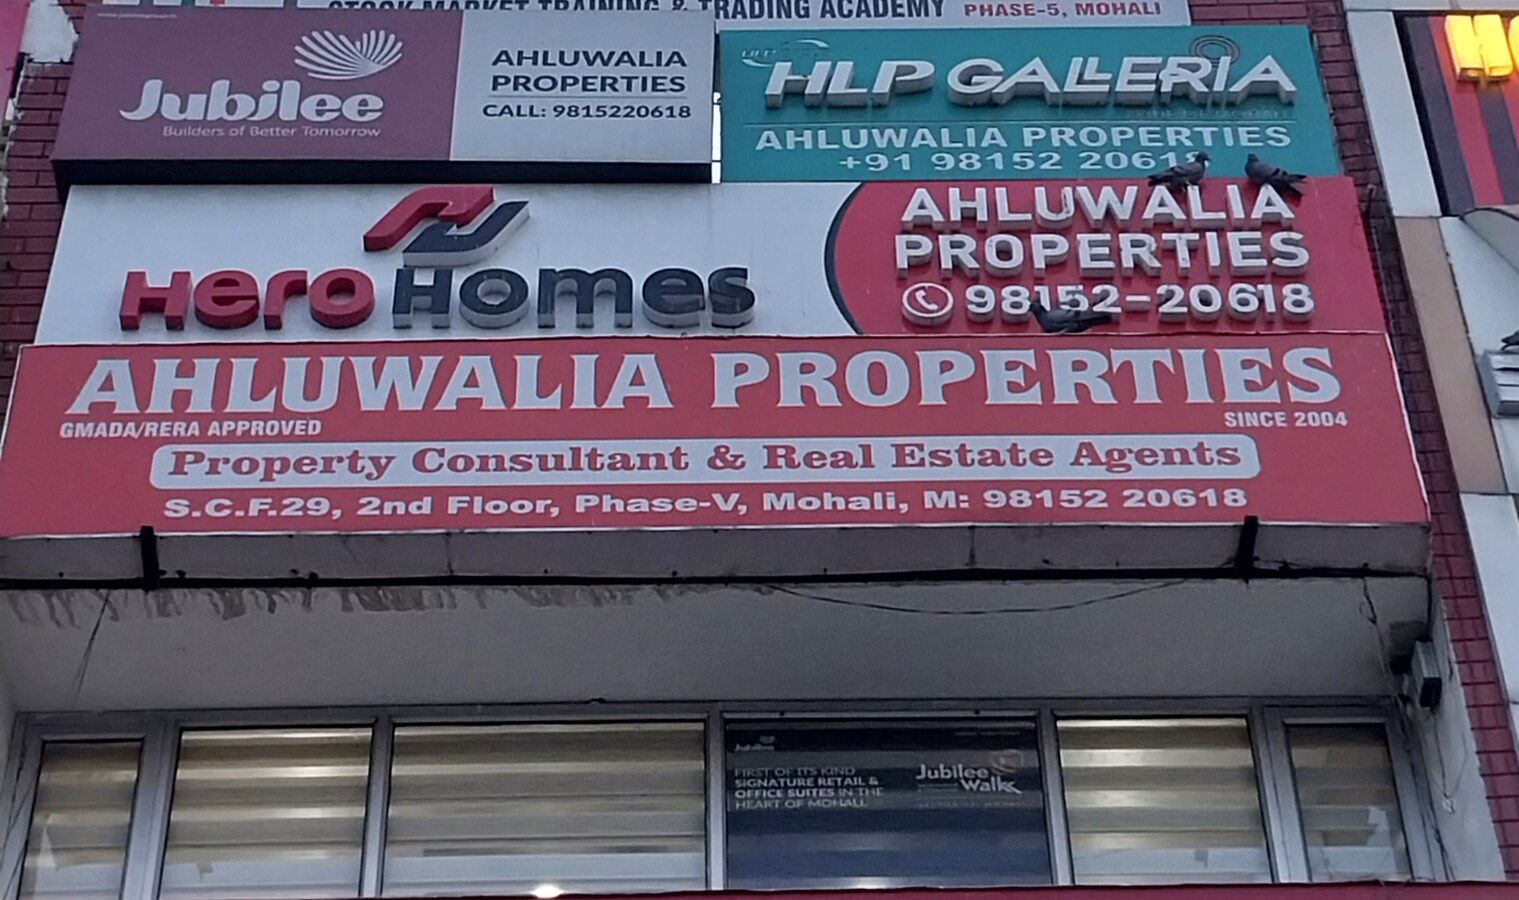 STOCK MARKET TRAINING & TRADING ACADEMY PHASE-5, MOHALI
Jubilee
Builders of Better Tomorrow
AHLUWALIA
PROPERTIES
CALL: 9815220618
HLP GALLERIA
AHLUWALIA PROPERTIES
+91 98152 20618
Hero Homes
AHLUWALIA
PROPERTIES
98152-20618
AHLUWALIA PROPERTIES
GMADA/RERA APPROVED
SINCE 2004
Property Consultant & Real Estate Agents
S.C.F.29, 2nd Floor, Phase-V, Mohali, M: 98152 20618
Jubilee
FIRST OF ITS KIND
SIGNATURE RETAIL &
OFFICE SUITES IN THE
HEART OF MOHALI.
Jubilee
Walk